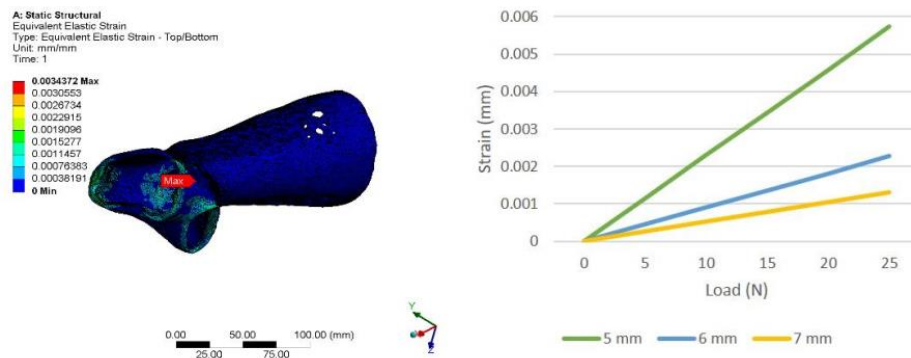 A: Static Structural
Equivalent Elastic Strain
Type: Equivalent Elastic Strain - Top/Bottom
Unit: mm/mm
Time: 1
0.0034372 Max
0.0030553
0.0026734
0.0022915
0.0019096
0.0015277
0.0011457
0.00076383
0.00038191
0 Min
Max
Y
Z
0.00 50.00 100.00 (mm)
25.00 75.00
0.006
0.005
0.004
0.003
0.002
0.001
0
Strain (mm)
0 5 10 15 20 25
Load (N)
5 mm 6 mm 7 mm